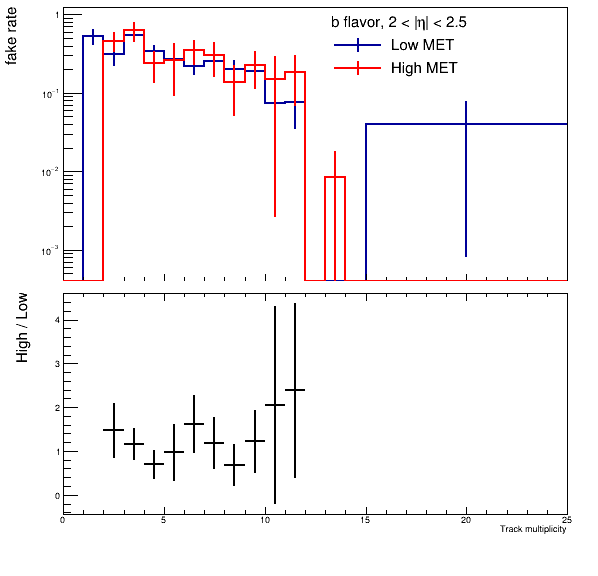 fake rate
b flavor, 2 < |η| < 2.5
Low MET
High MET
1
10⁻¹
10⁻²
10⁻³
High / Low
4
3
2
1
0
0 5 10 15 20 25
Track multiplicity